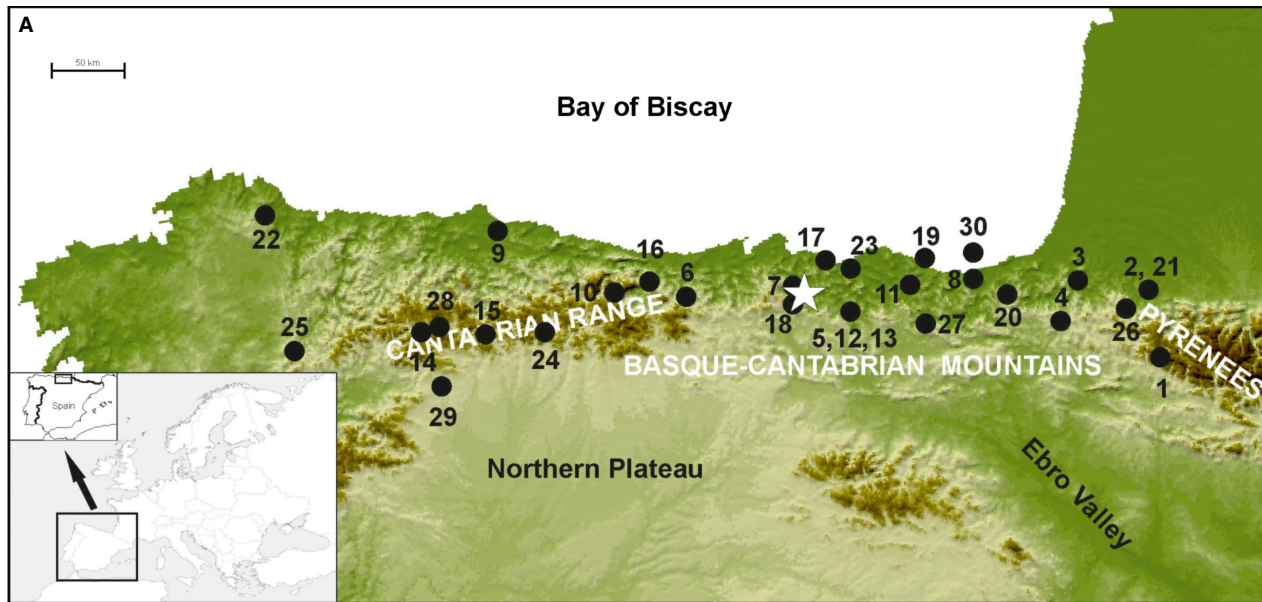 A
50 km
Bay of Biscay
22
9
16
6
17
23
19
30
3
2, 21
7
11
8
4
10
18
5, 12, 13
27
20
26
28
15
25
14
24
29
1
CANTABRIAN RANGE
BASQUE-CANTABRIAN MOUNTAINS
PYRENEES
Northern Plateau
Ebro Valley
Spain